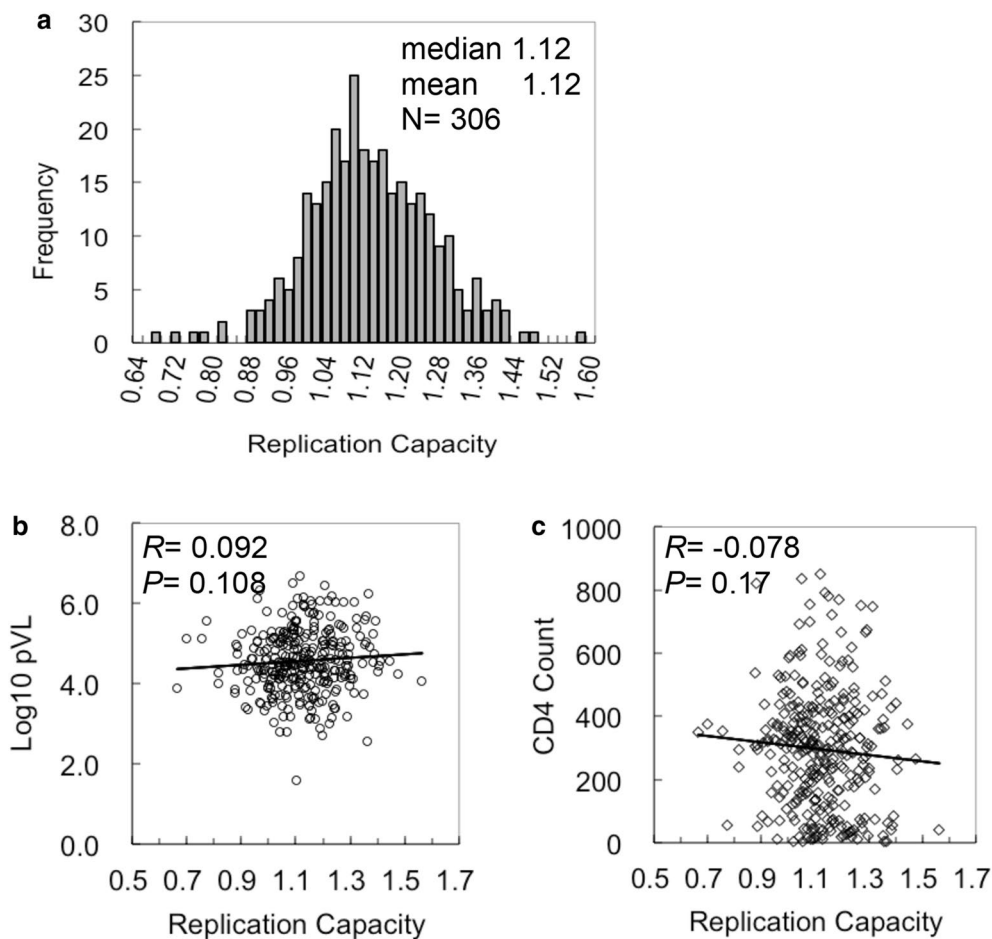 a
30
25
20
15
10
5
0
Frequency
median 1.12
mean 1.12
N= 306
0.64 0.72 0.80 0.88 0.96 1.04 1.12 1.20 1.28 1.36 1.44 1.52 1.60
Replication Capacity
b
8.0
6.0
4.0
2.0
0.0
Log10 pVL
R= 0.092
P= 0.108
0.5 0.7 0.9 1.1 1.3 1.5 1.7
Replication Capacity
c
1000
800
600
400
200
0
CD4 Count
R= -0.078
P= 0.17
0.5 0.7 0.9 1.1 1.3 1.5 1.7
Replication Capacity